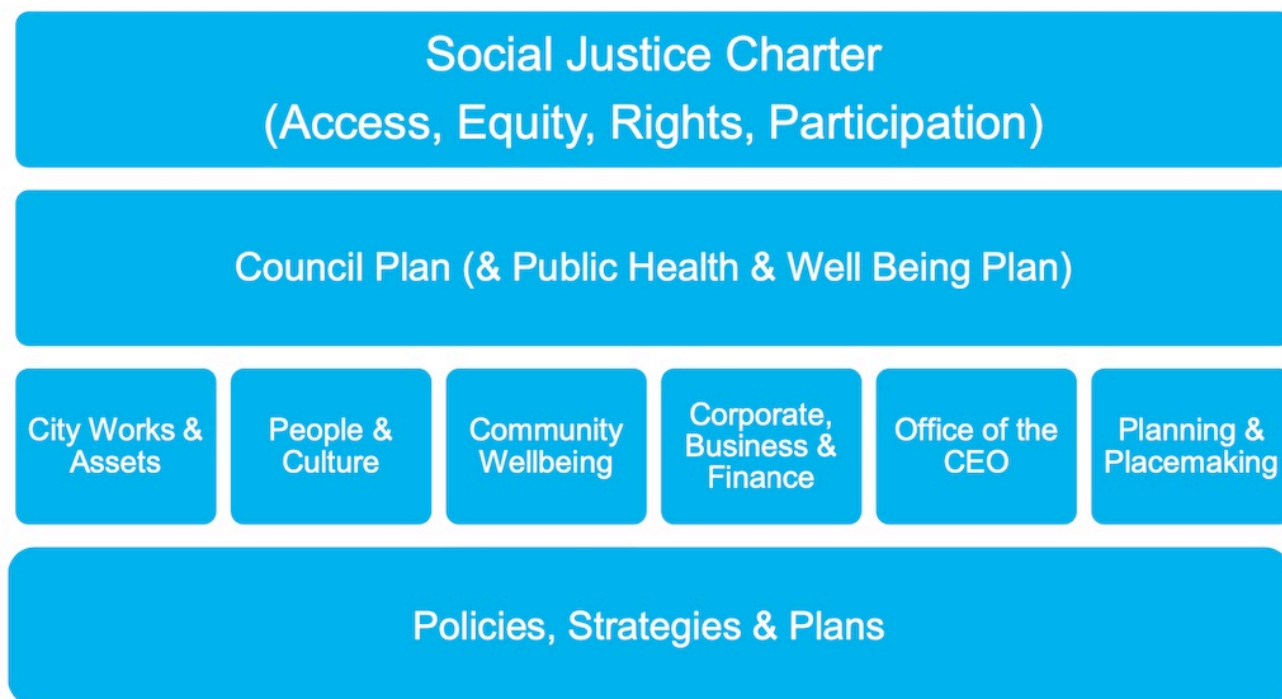 Social Justice Charter
(Access, Equity, Rights, Participation)
Council Plan (& Public Health & Well Being Plan)
City Works &
Assets
People &
Culture
Community
Wellbeing
Corporate,
Business &
Finance
Office of the
CEO
Planning &
Placemaking
Policies, Strategies & Plans